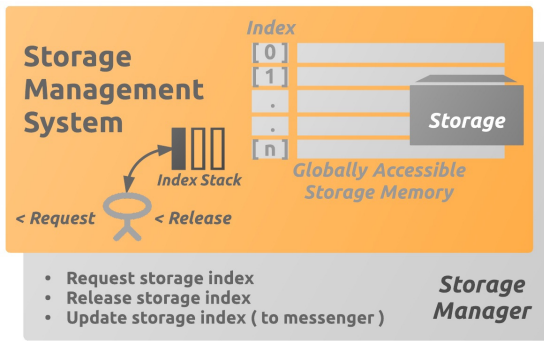 Storage
Management
System
Index
[ 0 ]
[ 1 ]
.
.
[ n ]
Storage
Globally Accessible
Storage Memory
Index Stack
< Request
< Release
• Request storage index
• Release storage index
• Update storage index ( to messenger )
Storage
Manager